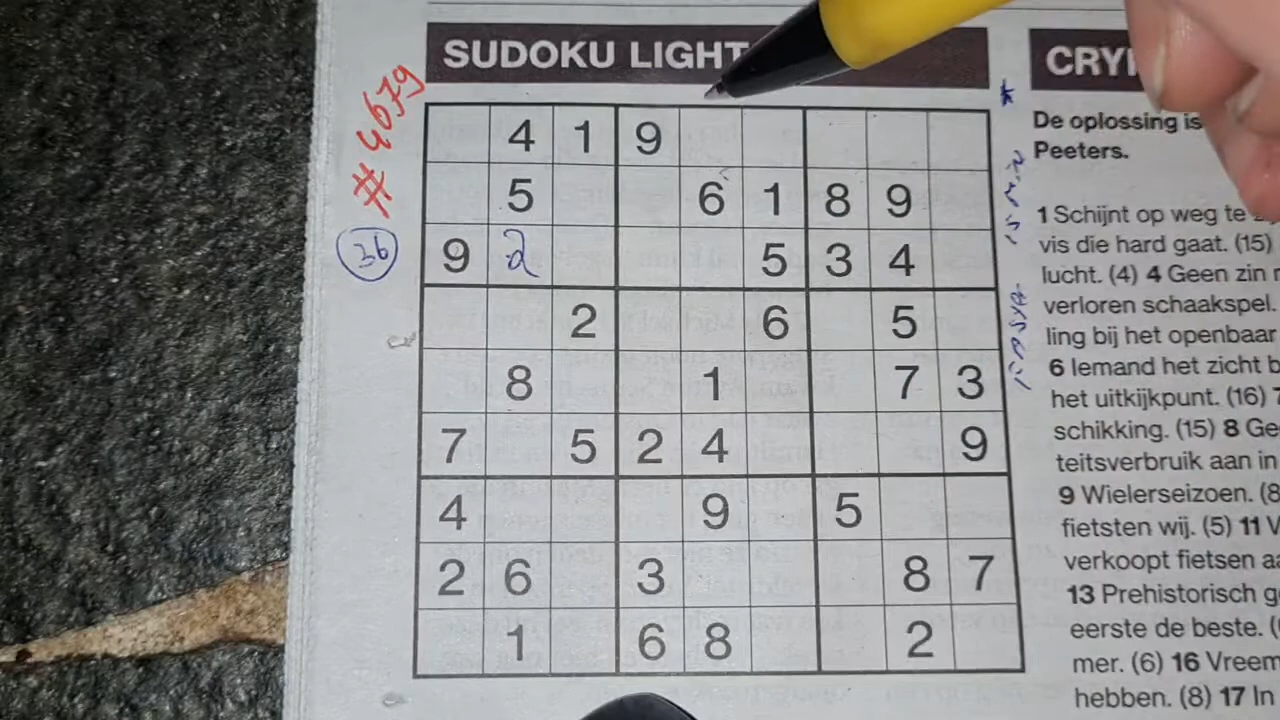 SUDOKU LIGHT
CRY
# 4679
36
4 1 9
5 6 1 8 9
9 2 5 3 4
2 6 5
8 1 7 3
7 5 2 4 9
4 9 5
2 6 3 8 7
1 6 8 2
De oplossing is
Peeters.
1 Schijnt op weg te
vis die hard gaat. (15)
lucht. (4) 4 Geen zin
verloren schaakspel.
ling bij het openbaar
6 Iemand het zicht b
het uitkijkpunt. (16) 7
schikking. (15) 8 Ge
teitsverbruik aan in
9 Wielerseizoen. (8
fietsten wij. (5) 11 V
verkoopt fietsen aa
13 Prehistorisch g
eerste de beste. (
mer. (6) 16 Vreem
hebben. (8) 17 In